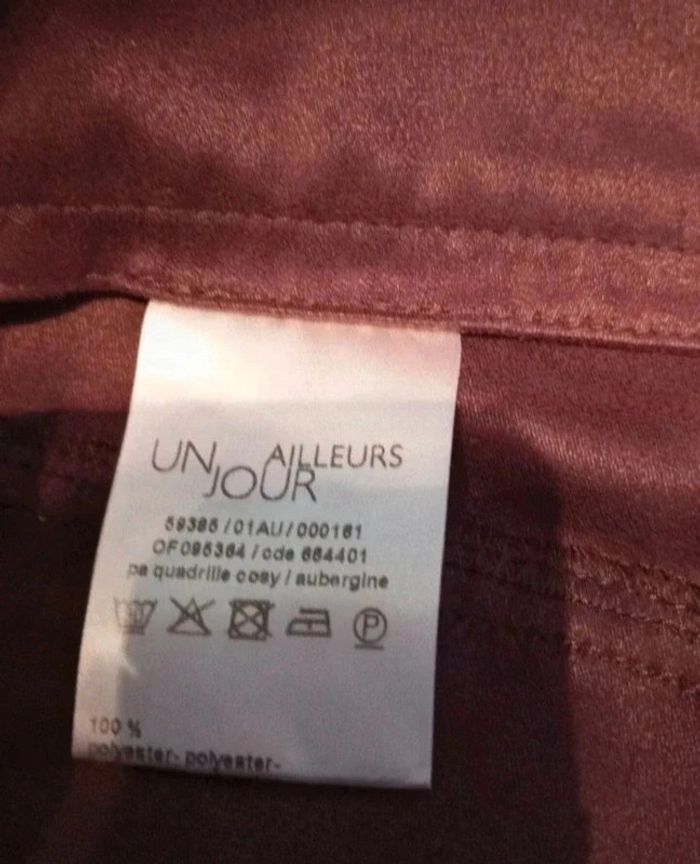 UN JOUR AILLEURS
59385 / 01AU / 000161
OF095364 / cde 664401
pa quadrille cosy / aubergine
P
100 %
polyester- polyester-